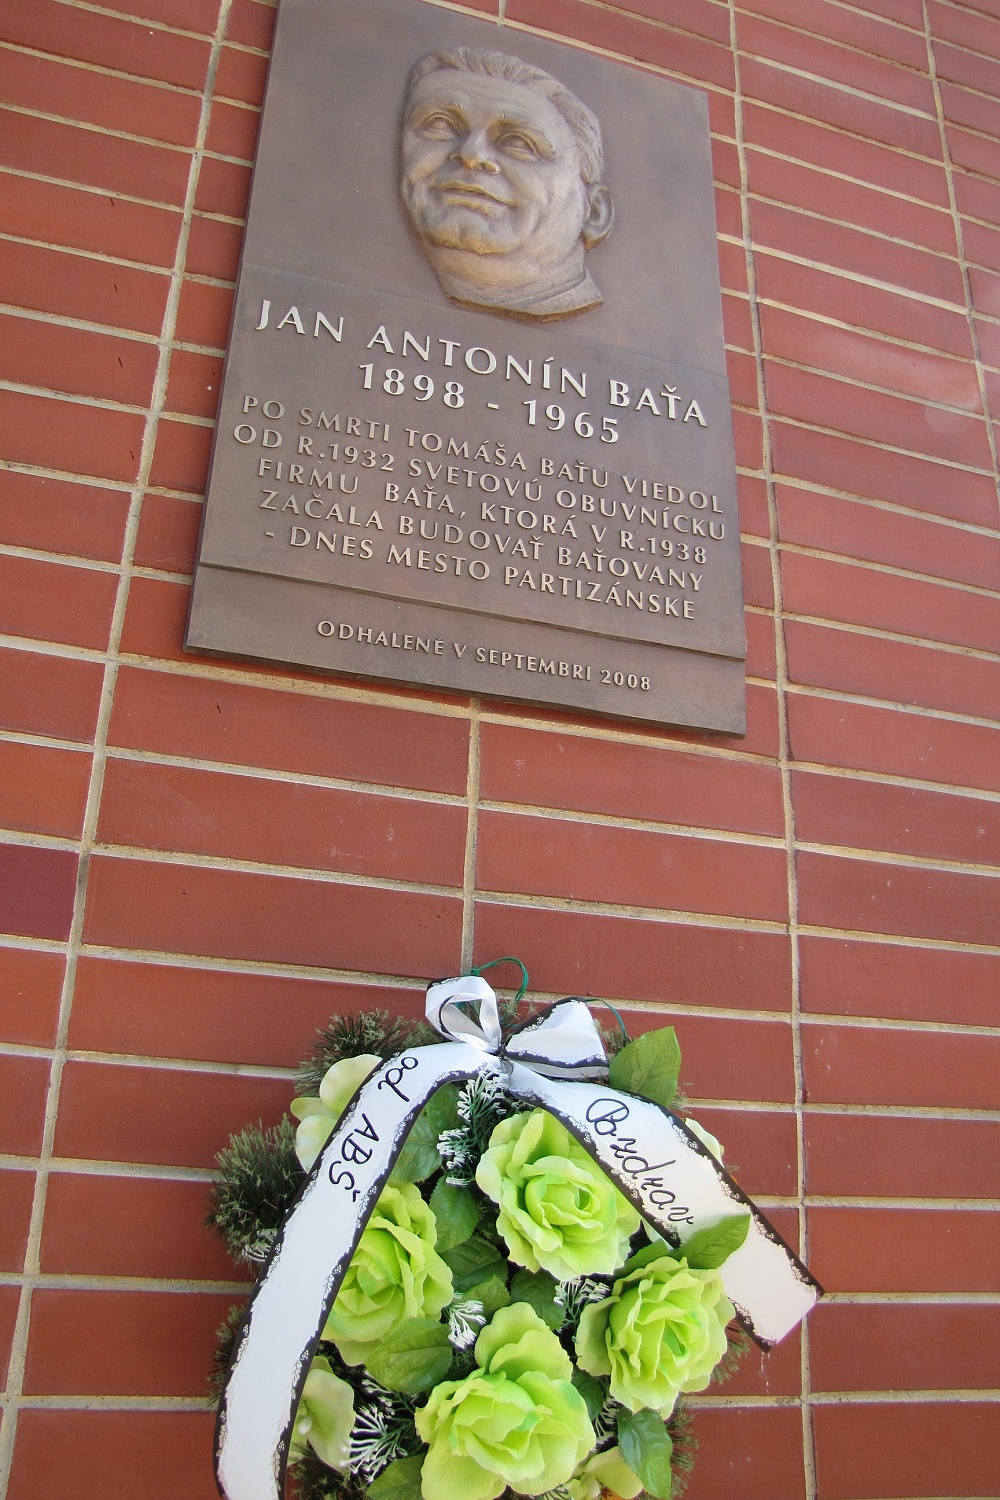 JAN ANTONÍN BAŤA
1898 - 1965
PO SMRTI TOMÁŠA BAŤU VIEDOL
OD R.1932 SVETOVÚ OBUVNÍCKU
FIRMU BAŤA, KTORÁ V R.1938
ZAČALA BUDOVAŤ BAŤOVANY
- DNES MESTO PARTIZÁNSKE
ODHALENÉ V SEPTEMBRI 2008
od ABŠ